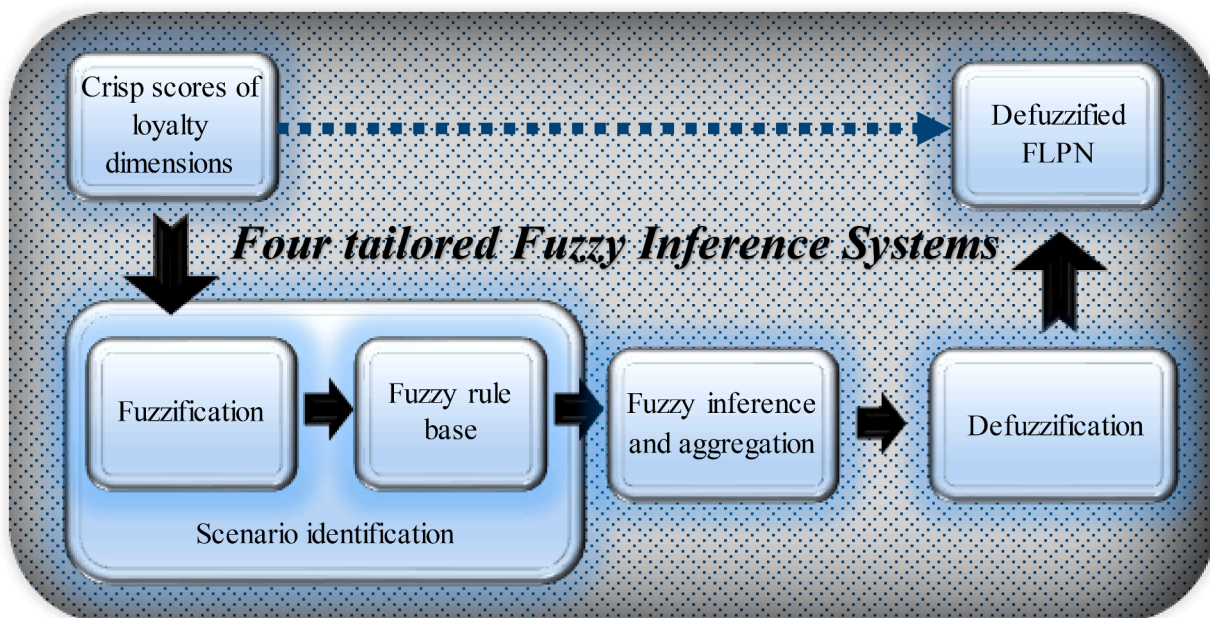 Crisp scores of
loyalty
dimensions
Defuzzified
FLPN
Four tailored Fuzzy Inference Systems
Fuzzification
Fuzzy rule
base
Fuzzy inference
and aggregation
Defuzzification
Scenario identification